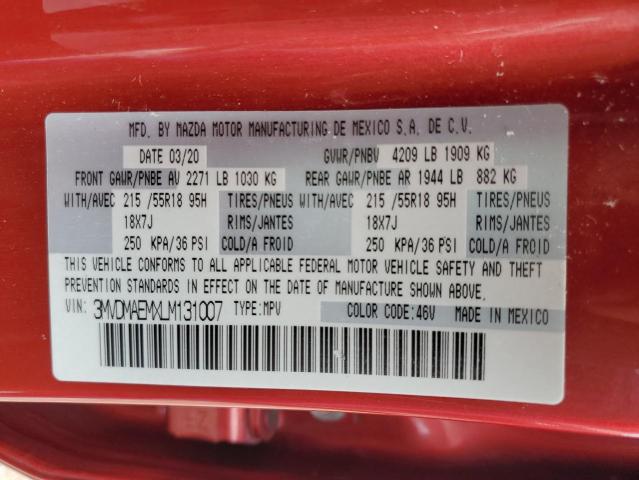 MFD. BY MAZDA MOTOR MANUFACTURING DE MEXICO S.A. DE C.V.
DATE 03/20 GVWR/PNBV 4209 LB 1909 KG
FRONT GAWR/PNBE AV 2271 LB 1030 KG REAR GAWR/PNBE AR 1944 LB 882 KG
WITH/AVEC 215 /55R18 95H TIRES/PNEUS WITH/AVEC 215 /55R18 95H TIRES/PNEUS
18X7J RIMS/JANTES 18X7J RIMS/JANTES
250 KPA/36 PSI COLD/A FROID 250 KPA/36 PSI COLD/A FROID
THIS VEHICLE CONFORMS TO ALL APPLICABLE FEDERAL MOTOR VEHICLE SAFETY AND THEFT
PREVENTION STANDARDS IN EFFECT ON THE DATE OF MANUFACTURE SHOWN ABOVE.
VIN: 3MVDMAEMXLM131007 TYPE:MPV COLOR CODE:46V MADE IN MEXICO